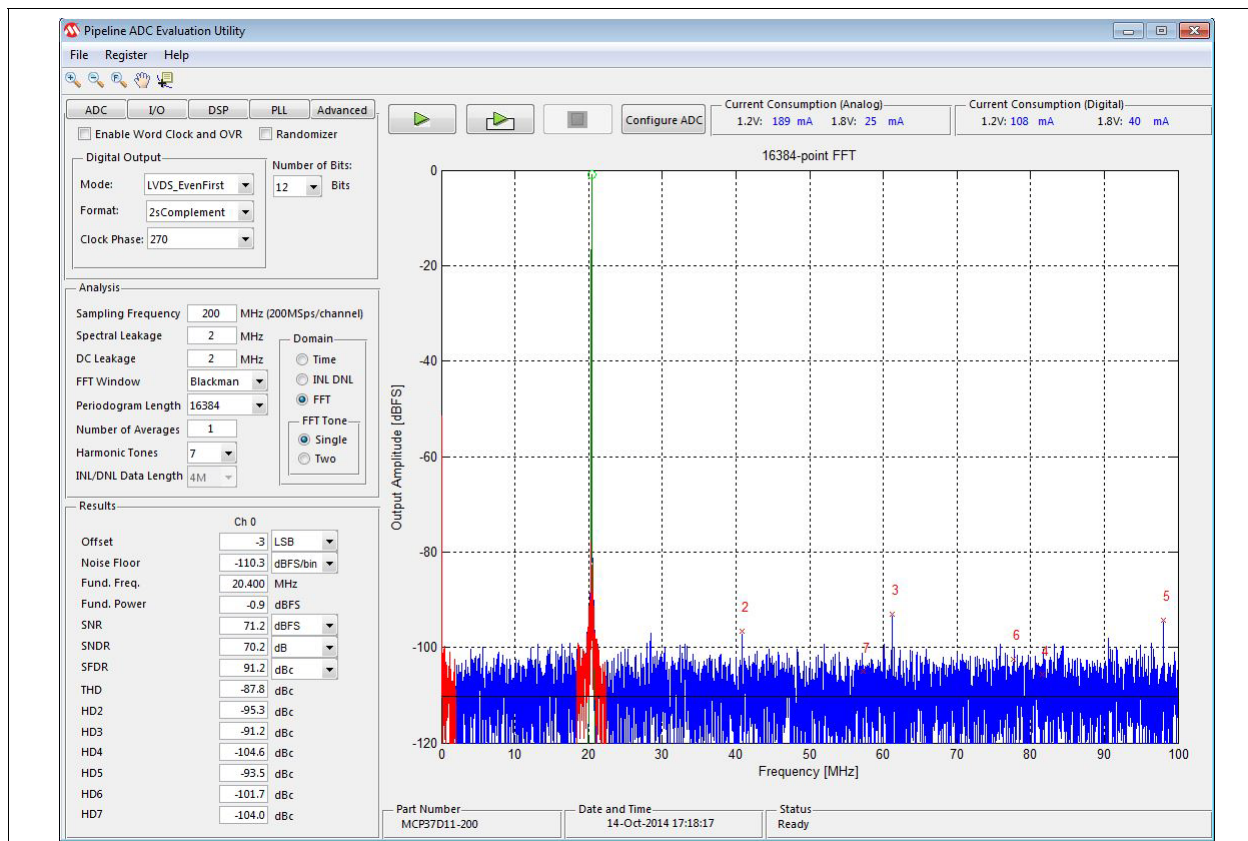 Pipeline ADC Evaluation Utility
File Register Help
ADC I/O DSP PLL Advanced
Enable Word Clock and OVR Randomizer
Digital Output
Mode: LVDS_EvenFirst
Format: 2sComplement
Clock Phase: 270
Number of Bits:
12 Bits
Analysis
Sampling Frequency 200 MHz (200MSps/channel)
Spectral Leakage 2 MHz
DC Leakage 2 MHz
FFT Window Blackman
Periodogram Length 16384
Number of Averages 1
Harmonic Tones 7
INL/DNL Data Length 4M
Domain
Time
INL DNL
FFT
FFT Tone
Single
Two
Results
Ch 0
Offset -3 LSB
Noise Floor -110.3 dBFS/bin
Fund. Freq. 20.400 MHz
Fund. Power -0.9 dBFS
SNR 71.2 dBFS
SNDR 70.2 dB
SFDR 91.2 dBc
THD -87.8 dBc
HD2 -95.3 dBc
HD3 -91.2 dBc
HD4 -104.6 dBc
HD5 -93.5 dBc
HD6 -101.7 dBc
HD7 -104.0 dBc
Configure ADC
Current Consumption (Analog)
1.2V: 189 mA 1.8V: 25 mA
Current Consumption (Digital)
1.2V: 108 mA 1.8V: 40 mA
16384-point FFT
Output Amplitude [dBFS]
0
-20
-40
-60
-80
-100
-120
2
3
5
7
6
4
0 10 20 30 40 50 60 70 80 90 100
Frequency [MHz]
Part Number
MCP37D11-200
Date and Time
14-Oct-2014 17:18:17
Status
Ready